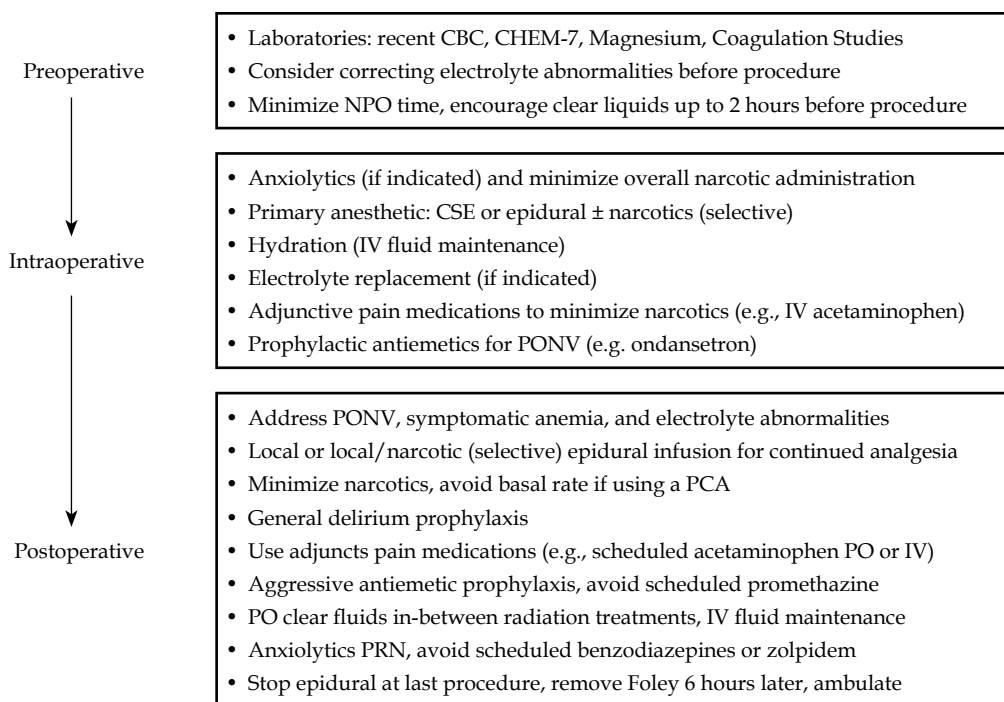 Preoperative
• Laboratories: recent CBC, CHEM-7, Magnesium, Coagulation Studies
• Consider correcting electrolyte abnormalities before procedure
• Minimize NPO time, encourage clear liquids up to 2 hours before procedure
Intraoperative
• Anxiolytics (if indicated) and minimize overall narcotic administration
• Primary anesthetic: CSE or epidural ± narcotics (selective)
• Hydration (IV fluid maintenance)
• Electrolyte replacement (if indicated)
• Adjunctive pain medications to minimize narcotics (e.g., IV acetaminophen)
• Prophylactic antiemetics for PONV (e.g. ondansetron)
Postoperative
• Address PONV, symptomatic anemia, and electrolyte abnormalities
• Local or local/narcotic (selective) epidural infusion for continued analgesia
• Minimize narcotics, avoid basal rate if using a PCA
• General delirium prophylaxis
• Use adjuncts pain medications (e.g., scheduled acetaminophen PO or IV)
• Aggressive antiemetic prophylaxis, avoid scheduled promethazine
• PO clear fluids in-between radiation treatments, IV fluid maintenance
• Anxiolytics PRN, avoid scheduled benzodiazepines or zolpidem
• Stop epidural at last procedure, remove Foley 6 hours later, ambulate